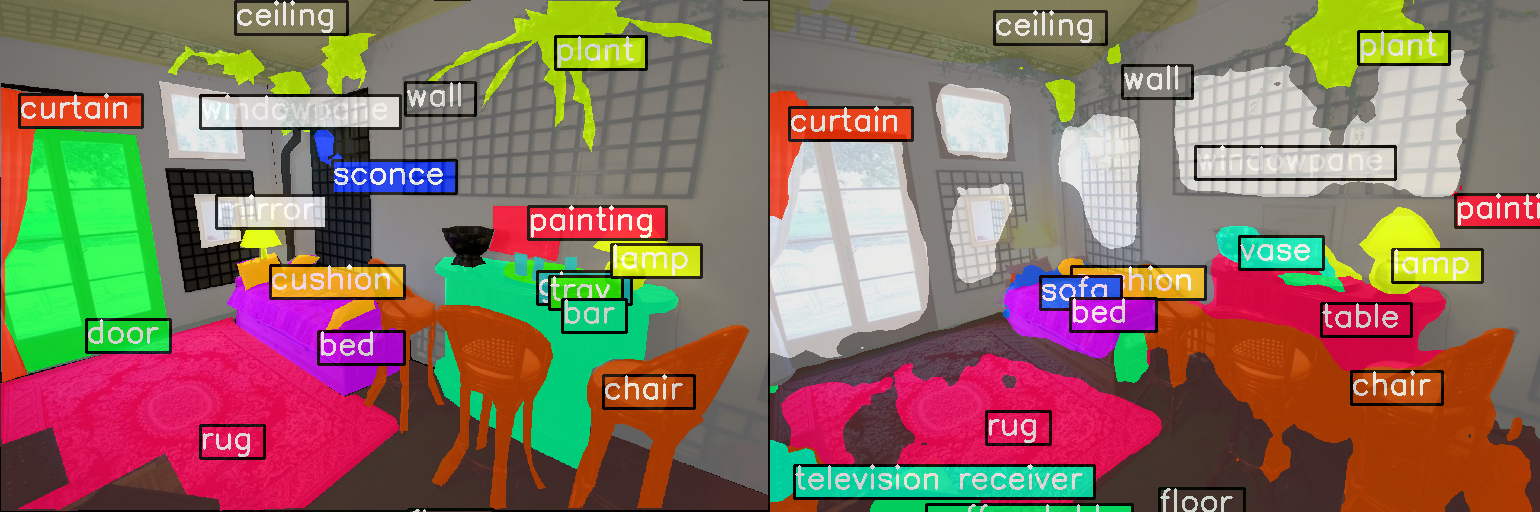 ceiling
plant
windowpane
wall
curtain
sconce
mirror
painting
lamp
cushion
tray
bar
door
bed
chair
rug
ceiling
plant
wall
curtain
windowpane
painti
vase
lamp
sofa
bed
table
chair
rug
television receiver
floor